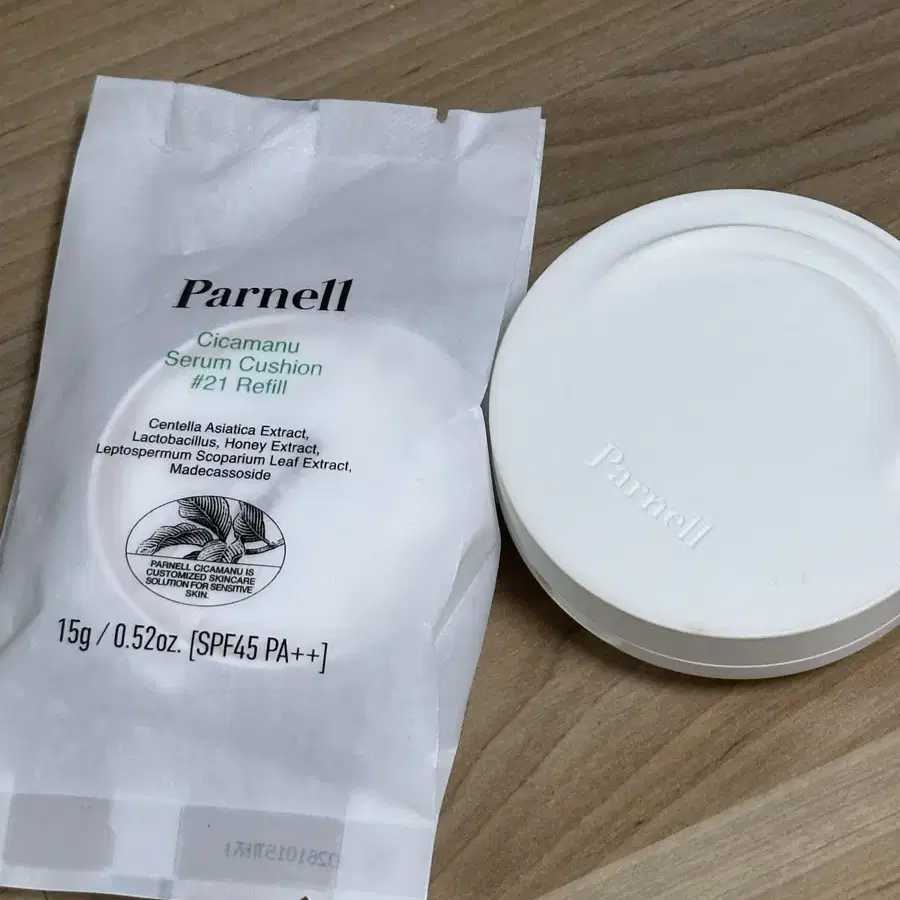 Parnell
Cicamanu
Serum Cushion
#21 Refill
Centella Asiatica Extract,
Lactobacillus, Honey Extract,
Leptospermum Scoparium Leaf Extract,
Madecassoside
PARNELL CICAMANU IS
CUSTOMIZED SKINCARE
SOLUTION FOR SENSITIVE
SKIN.
15g / 0.52oz. [SPF45 PA++]
Parnell